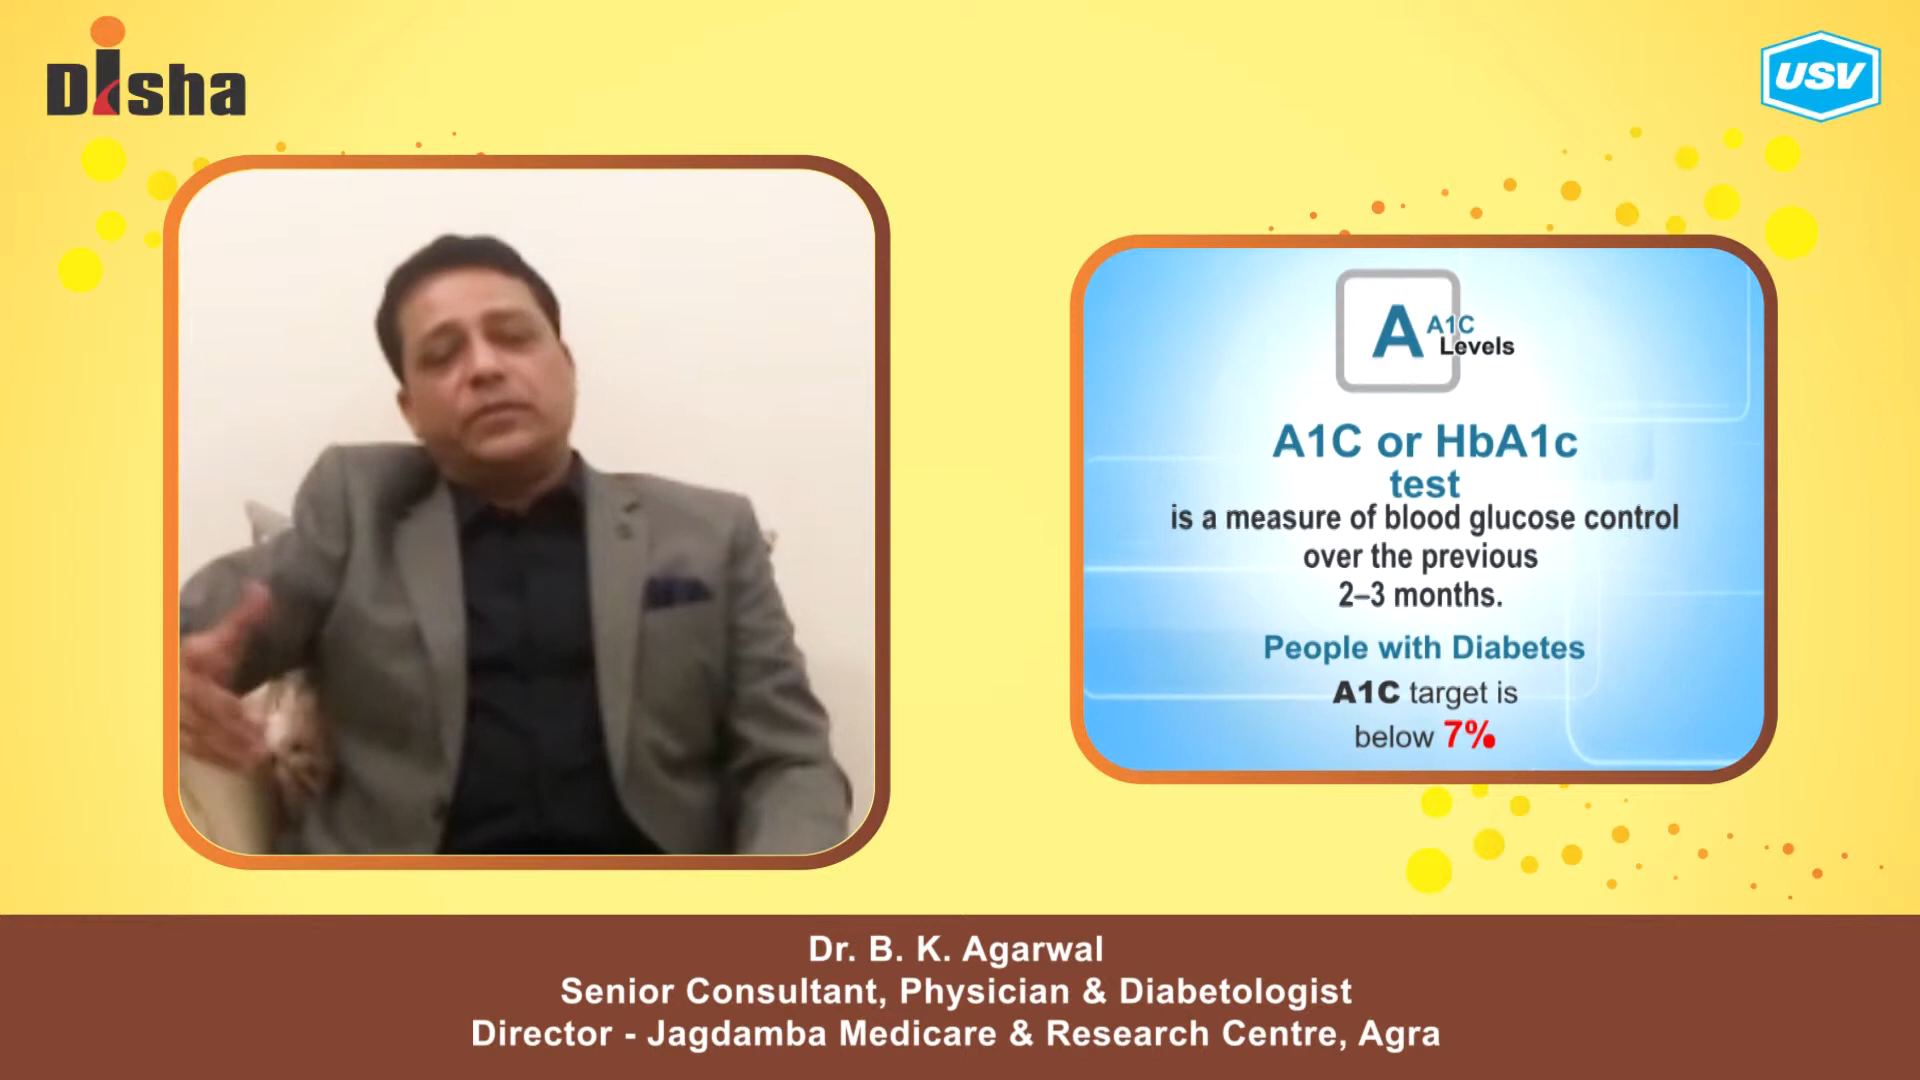 Disha
USV
A A1C
Levels
A1C or HbA1c
test
is a measure of blood glucose control
over the previous
2–3 months.
People with Diabetes
A1C target is
below 7%
Dr. B. K. Agarwal
Senior Consultant, Physician & Diabetologist
Director - Jagdamba Medicare & Research Centre, Agra